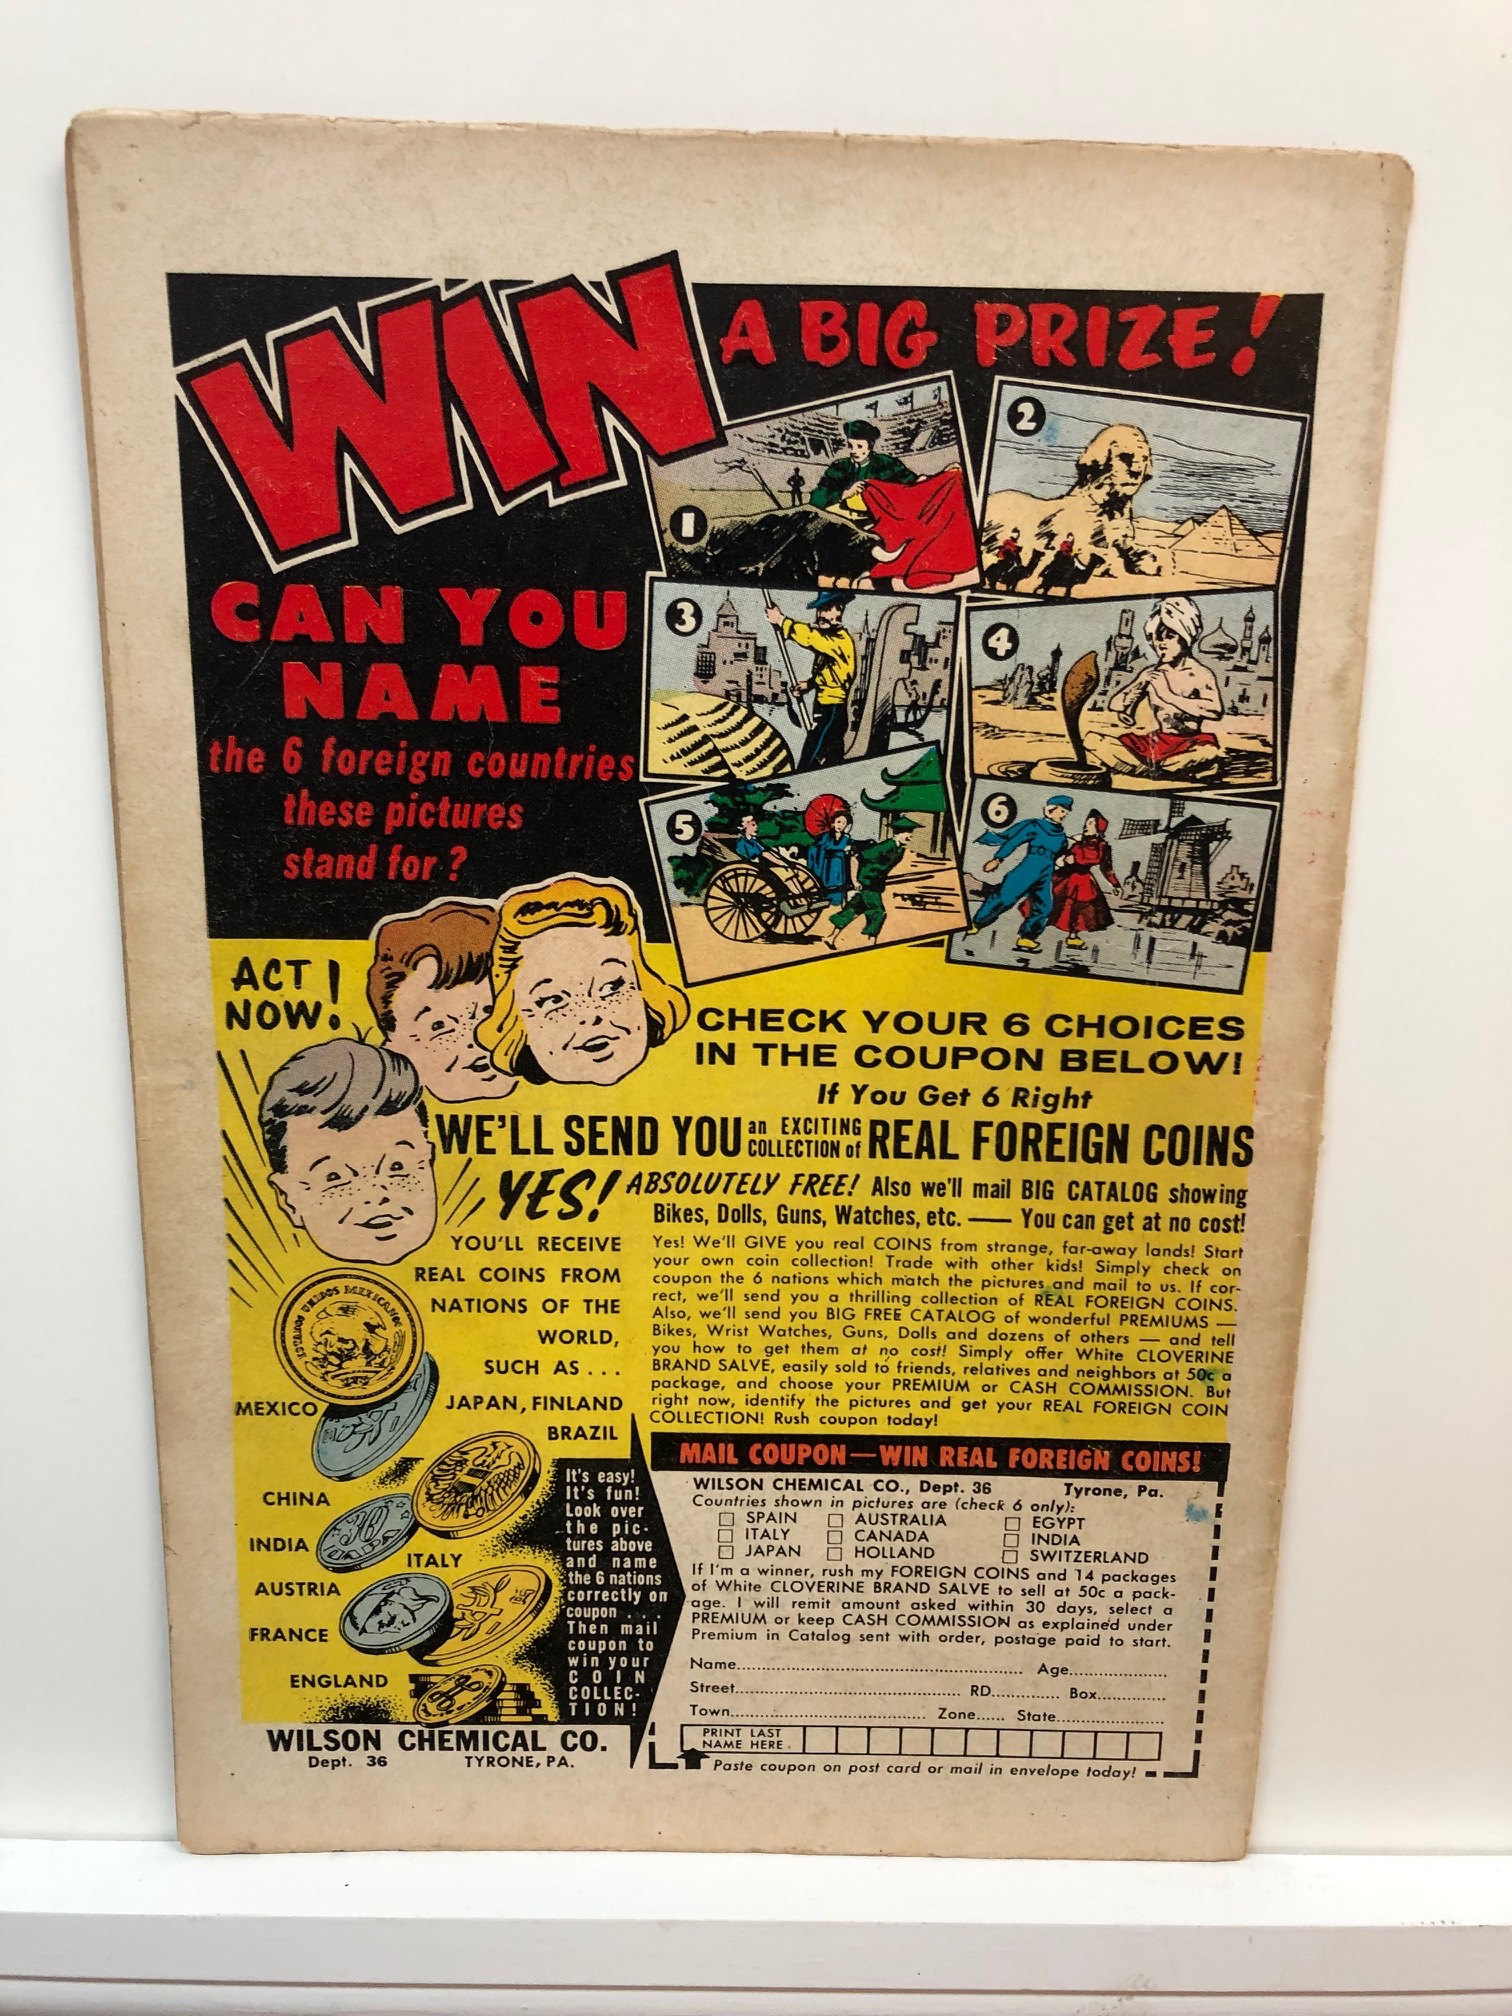 WIN
A BIG PRIZE!
1
2
3
4
5
6
CAN YOU
NAME
the 6 foreign countries
these pictures
stand for?
ACT
NOW!
CHECK YOUR 6 CHOICES
IN THE COUPON BELOW!
If You Get 6 Right
WE'LL SEND YOU an EXCITING COLLECTION of REAL FOREIGN COINS
YES! ABSOLUTELY FREE! Also we'll mail BIG CATALOG showing
Bikes, Dolls, Guns, Watches, etc. — You can get at no cost!
YOU'LL RECEIVE
REAL COINS FROM
NATIONS OF THE
WORLD,
SUCH AS . . .
JAPAN, FINLAND
BRAZIL
ESTADOS UNIDOS MEXICANOS
MEXICO
CHINA
INDIA
ITALY
AUSTRIA
FRANCE
ENGLAND
Yes! We'll GIVE you real COINS from strange, far-away lands! Start
your own coin collection! Trade with other kids! Simply check on
coupon the 6 nations which match the pictures and mail to us. If cor-
rect, we'll send you a thrilling collection of REAL FOREIGN COINS.
Also, we'll send you BIG FREE CATALOG of wonderful PREMIUMS —
Bikes, Wrist Watches, Guns, Dolls and dozens of others — and tell
you how to get them at no cost! Simply offer White CLOVERINE
BRAND SALVE, easily sold to friends, relatives and neighbors at 50c a
package, and choose your PREMIUM or CASH COMMISSION. But
right now, identify the pictures and get your REAL FOREIGN COIN
COLLECTION! Rush coupon today!
It's easy!
It's fun!
Look over
the pic-
tures above
and name
the 6 nations
correctly on
coupon . . . .
Then mail
coupon to
win your
COIN
COLLEC-
TION!
WILSON CHEMICAL CO.
Dept. 36 TYRONE, PA.
MAIL COUPON—WIN REAL FOREIGN COINS!
WILSON CHEMICAL CO., Dept. 36 Tyrone, Pa.
Countries shown in pictures are (check 6 only):
☐ SPAIN ☐ AUSTRALIA ☐ EGYPT
☐ ITALY ☐ CANADA ☐ INDIA
☐ JAPAN ☐ HOLLAND ☐ SWITZERLAND
If I'm a winner, rush my FOREIGN COINS and 14 packages
of White CLOVERINE BRAND SALVE to sell at 50c a pack-
age. I will remit amount asked within 30 days, select a
PREMIUM or keep CASH COMMISSION as explained under
Premium in Catalog sent with order, postage paid to start.
Name.......... Age..........
Street.......... RD.......... Box..........
Town.......... Zone...... State..........
PRINT LAST
NAME HERE
Paste coupon on post card or mail in envelope today!